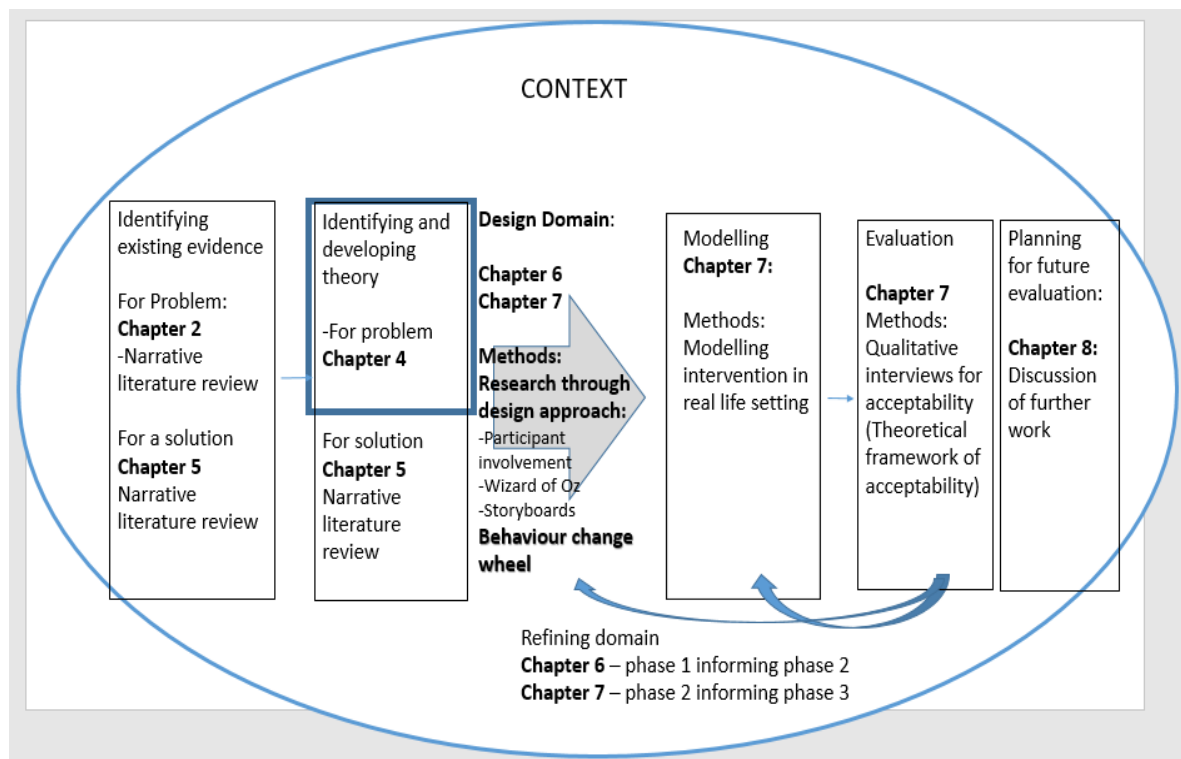 CONTEXT
Identifying
existing evidence
For Problem:
Chapter 2
-Narrative
literature review
For a solution
Chapter 5
Narrative
literature review
Identifying and
developing
theory
-For problem
Chapter 4
For solution
Chapter 5
Narrative
literature
review
Design Domain:
Chapter 6
Chapter 7
Methods:
Research through
design approach:
-Participant
involvement
-Wizard of Oz
-Storyboards
Behaviour change
wheel
Modelling
Chapter 7:
Methods:
Modelling
intervention in
real life setting
Evaluation
Chapter 7
Methods:
Qualitative
interviews for
acceptability
(Theoretical
framework of
acceptability)
Planning
for future
evaluation:
Chapter 8:
Discussion
of further
work
Refining domain
Chapter 6 – phase 1 informing phase 2
Chapter 7 – phase 2 informing phase 3